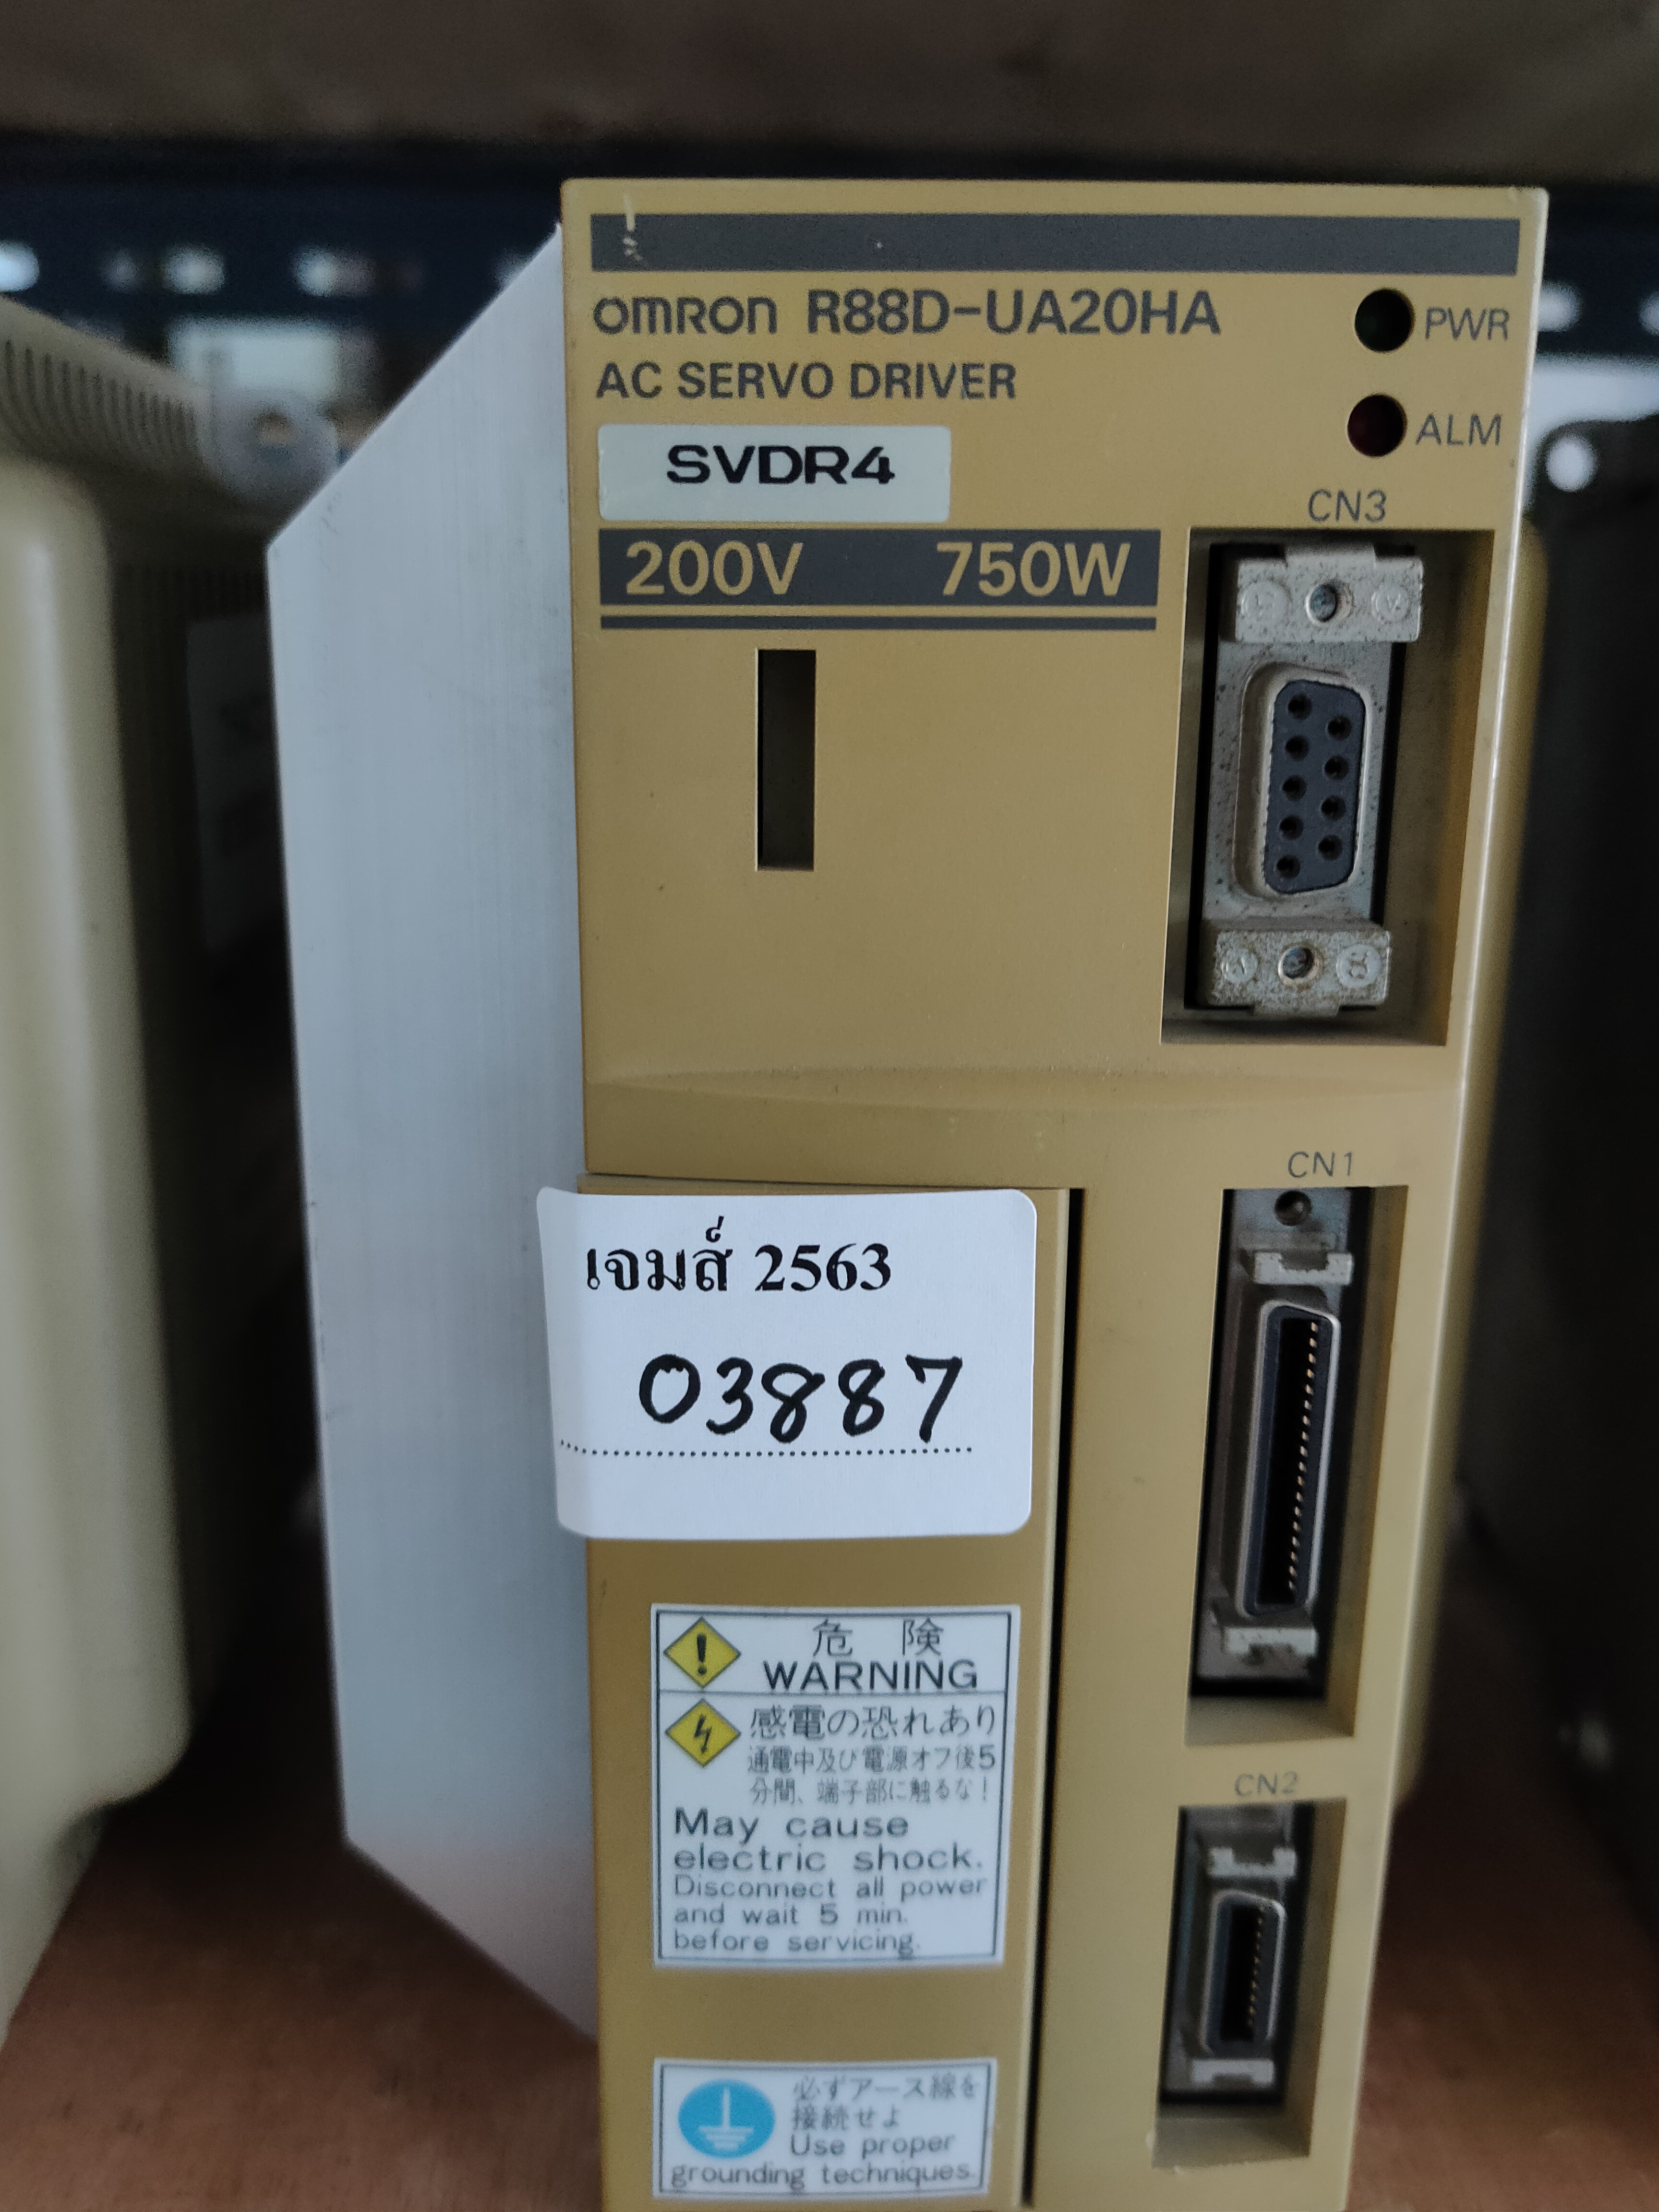 omron R88D-UA20HA
PWR
AC SERVO DRIVER
ALM
SVDR4
CN3
200V 750W
CN1
เจมส์ 2563
03887
危 険
WARNING
感電の恐れあり
通電中及び電源オフ後5
分間、端子部に触るな!
May cause
electric shock.
Disconnect all power
and wait 5 min.
before servicing.
CN2
必ずアース線を
接続せよ
Use proper
grounding techniques.